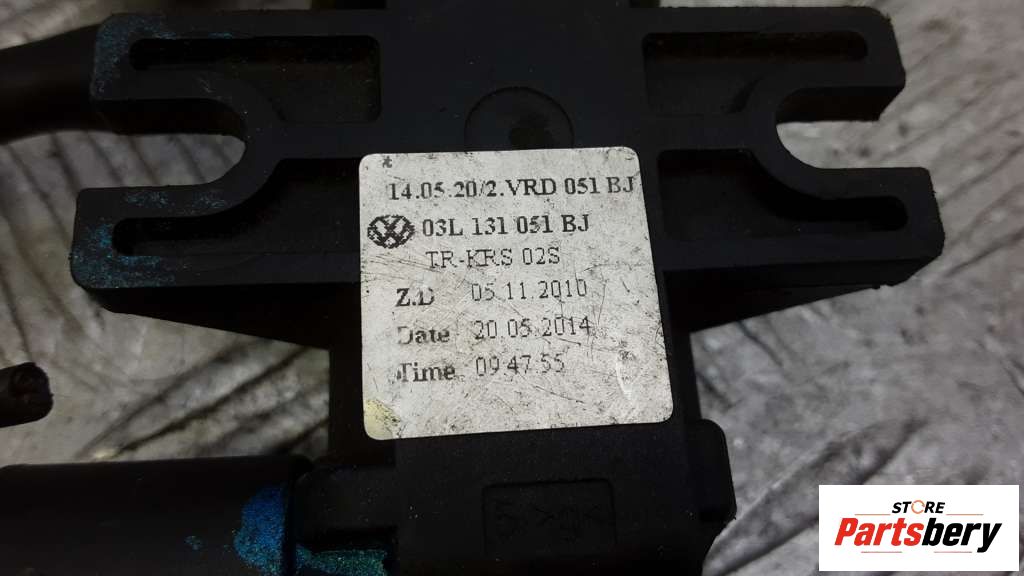 14.05.20/2.VRD 051 BJ
03L 131 051 BJ
TR-KRS 02S
Z.D 05.11.2010
Date 20.05.2014
Time 09 47 55
STORE
Partsbery